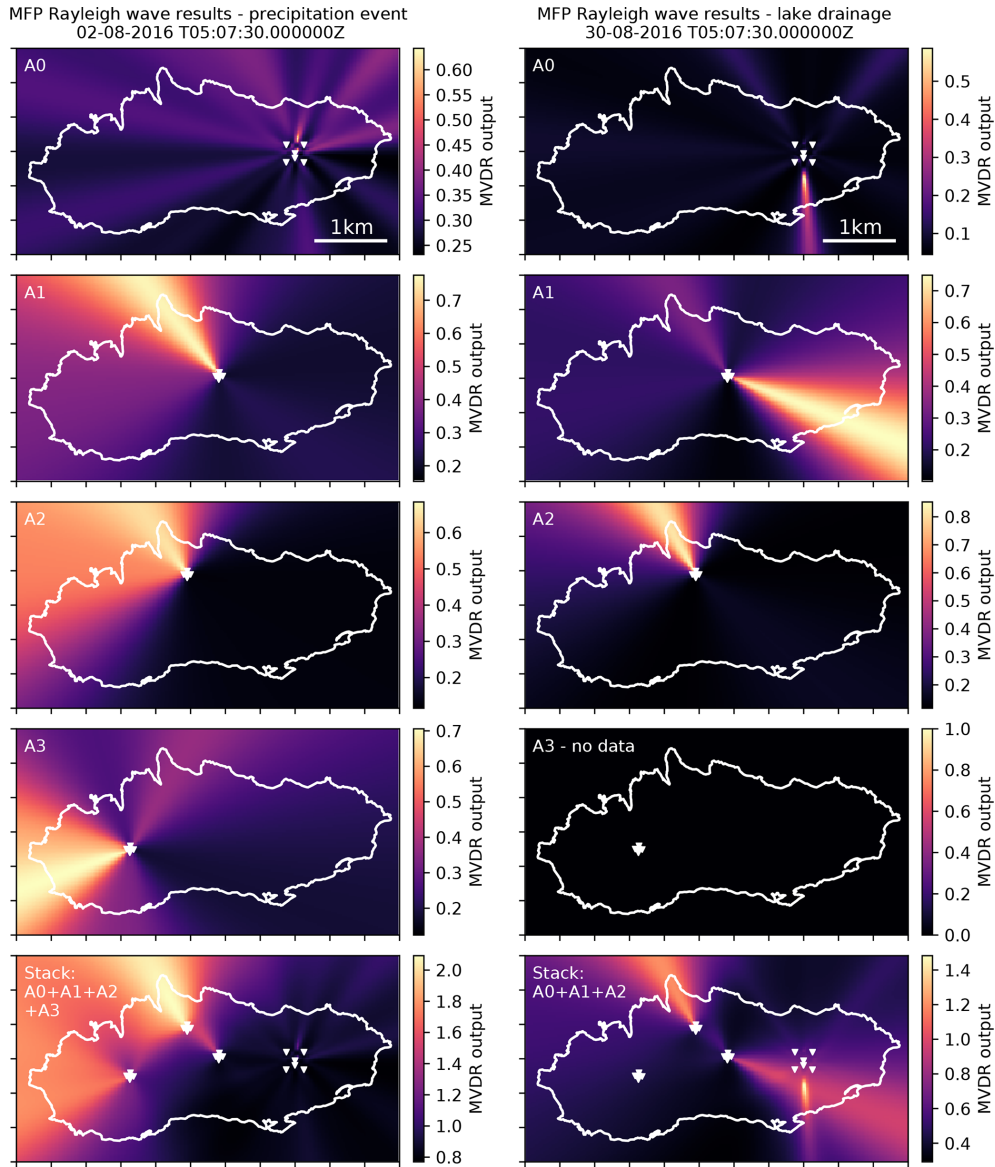 MFP Rayleigh wave results - precipitation event
02-08-2016 T05:07:30.000000Z
MFP Rayleigh wave results - lake drainage
30-08-2016 T05:07:30.000000Z
A0
1km
0.60
0.55
0.50
0.45
0.40
0.35
0.30
0.25
MVDR output
A0
1km
0.5
0.4
0.3
0.2
0.1
MVDR output
A1
0.7
0.6
0.5
0.4
0.3
0.2
MVDR output
A1
0.7
0.6
0.5
0.4
0.3
0.2
MVDR output
A2
0.6
0.5
0.4
0.3
0.2
MVDR output
A2
0.8
0.7
0.6
0.5
0.4
0.3
0.2
MVDR output
A3
0.7
0.6
0.5
0.4
0.3
0.2
MVDR output
A3 - no data
1.0
0.8
0.6
0.4
0.2
0.0
MVDR output
Stack:
A0+A1+A2
+A3
2.0
1.8
1.6
1.4
1.2
1.0
0.8
MVDR output
Stack:
A0+A1+A2
1.4
1.2
1.0
0.8
0.6
0.4
MVDR output